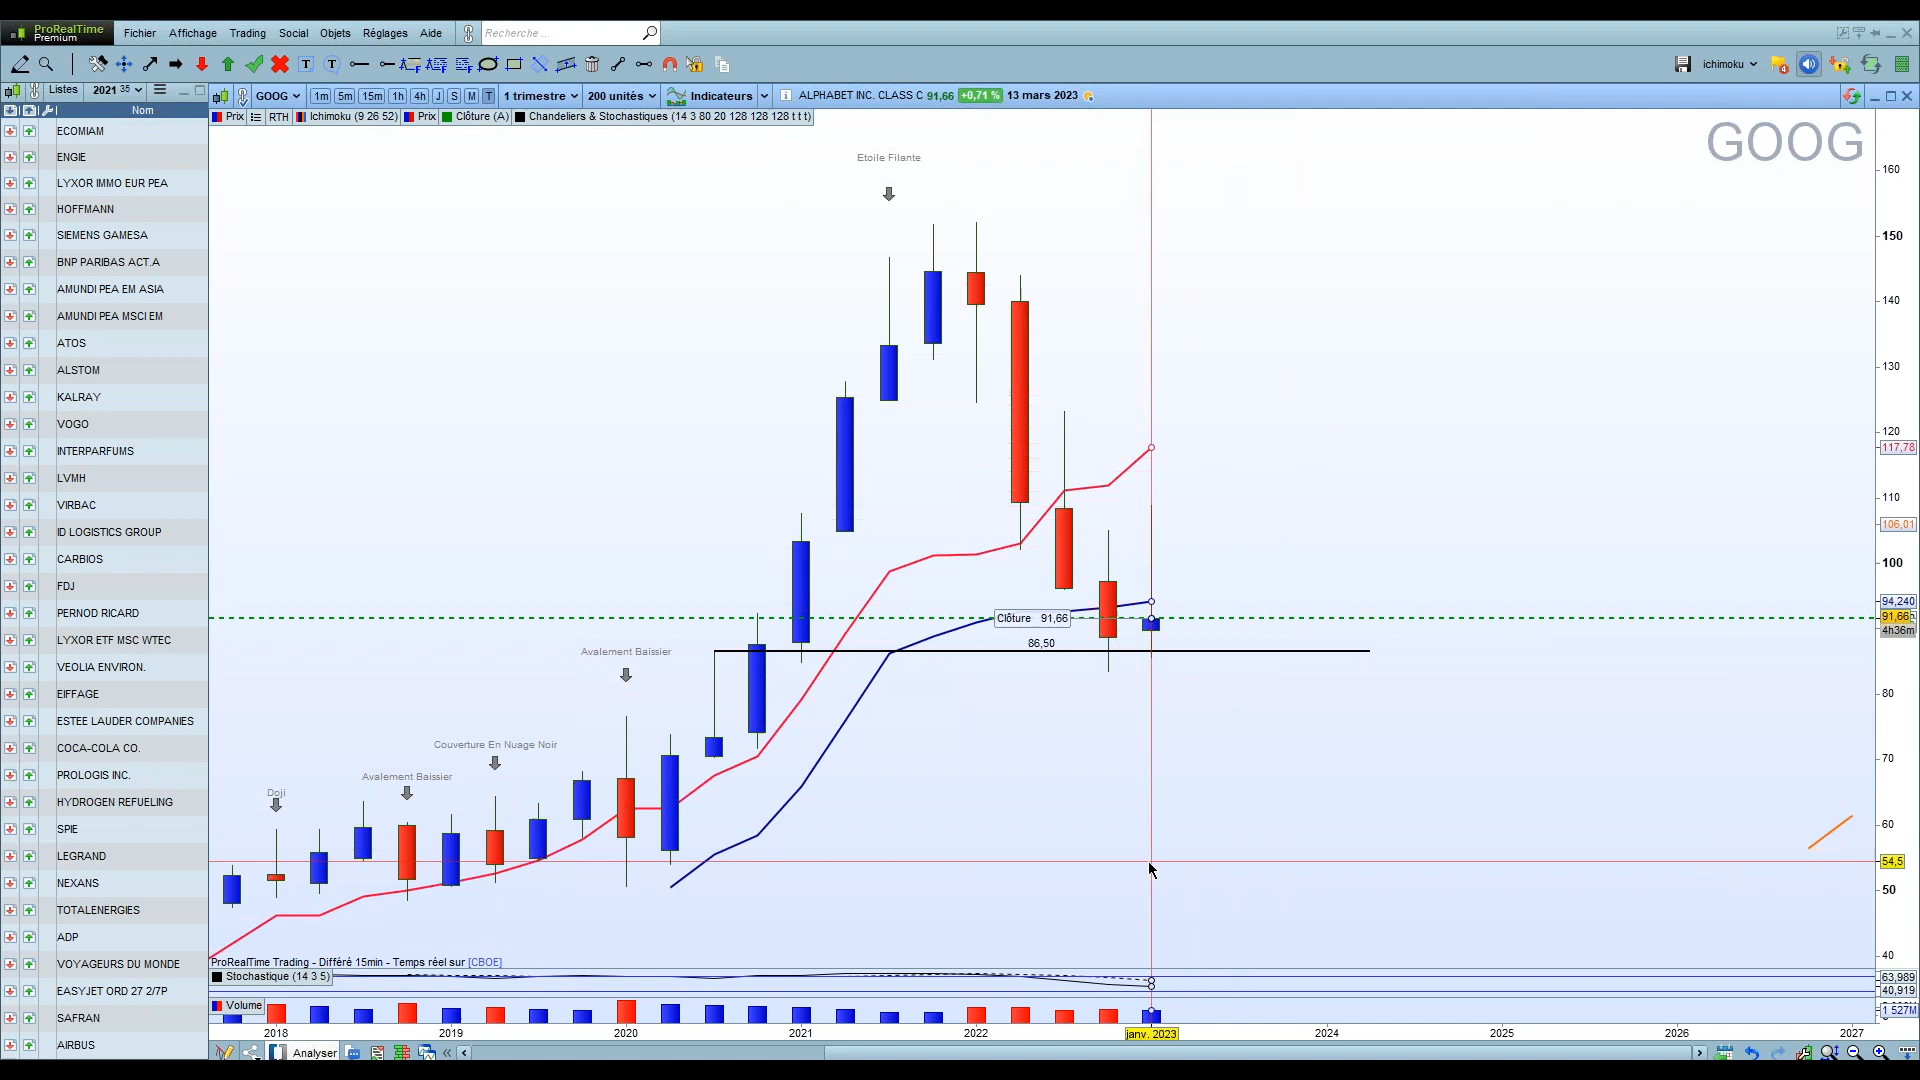 ProRealTime
Premium
Fichier Affichage Trading Social Objets Réglages Aide
Recherche ...
ichimoku
Listes 2021 35
GOOG 1m 5m 15m 1h 4h J S M T 1 trimestre 200 unités Indicateurs ALPHABET INC. CLASS C 91,66 +0,71 % 13 mars 2023
Nom
Prix RTH Ichimoku (9 26 52) Prix Clôture (A) Chandeliers & Stochastiques (14 3 80 20 128 128 128 t t t)
GOOG
ECOMIAM
ENGIE
LYXOR IMMO EUR PEA
HOFFMANN
SIEMENS GAMESA
BNP PARIBAS ACT.A
AMUNDI PEA EM ASIA
AMUNDI PEA MSCI EM
ATOS
ALSTOM
KALRAY
VOGO
INTERPARFUMS
LVMH
VIRBAC
ID LOGISTICS GROUP
CARBIOS
FDJ
PERNOD RICARD
LYXOR ETF MSC WTEC
VEOLIA ENVIRON.
EIFFAGE
ESTEE LAUDER COMPANIES
COCA-COLA CO.
PROLOGIS INC.
HYDROGEN REFUELING
SPIE
LEGRAND
NEXANS
TOTALENERGIES
ADP
VOYAGEURS DU MONDE
EASYJET ORD 27 2/7P
SAFRAN
AIRBUS
Etoile Filante
Clôture 91,66
86,50
Avalement Baissier
Couverture En Nuage Noir
Avalement Baissier
Doji
160
150
140
130
120
117,78
110
106,01
100
94,240
91,66
4h36m
80
70
60
54,5
50
40
ProRealTime Trading - Différé 15min - Temps réel sur [CBOE]
Stochastique (14 3 5)
63,989
40,919
Volume
1 527M
2018 2019 2020 2021 2022 janv. 2023 2024 2025 2026 2027
Analyser